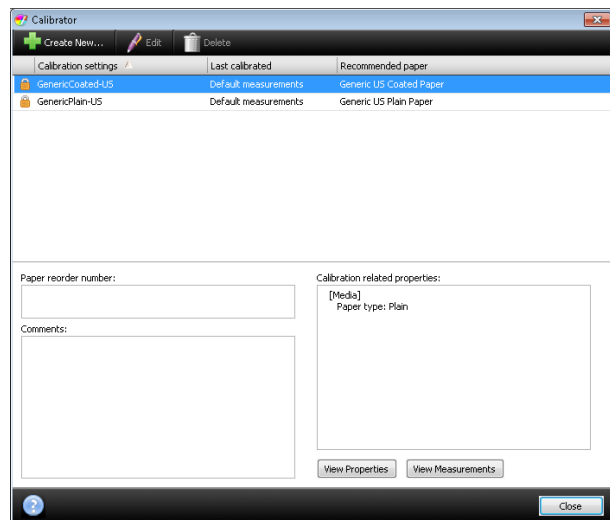 Calibrator
Create New... Edit Delete
Calibration settings Last calibrated Recommended paper
GenericCoated-US Default measurements Generic US Coated Paper
GenericPlain-US Default measurements Generic US Plain Paper
Paper reorder number:
Calibration related properties:
[Media]
Paper type: Plain
Comments:
View Properties View Measurements
? Close